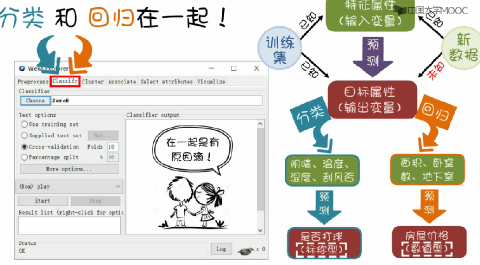 分类 和 回归在一起！
Preprocess Classify Cluster Associate Select attributes Visualize
Classifier
Choose ZeroR
Test options
Use training set
Supplied test set
Set...
Cross-validation Folds 10
Percentage split % 66
More options...
(Nom) play
Start Stop
Result list (right-click for opti
Classifier output
在一起是有
原因滴！
Status
OK
Log
x 0
中国大学MOOC
特征属性
（输入变量）
已知
已知
训练
集
新
数据
预
测
已知
未知
目标属性
（输出变量）
分类
回归
阴晴、温度、
湿度、刮风否
面积、卧室
数、地下室
预
测
预
测
是否打球
（标称型）
房屋价格
（数值型）